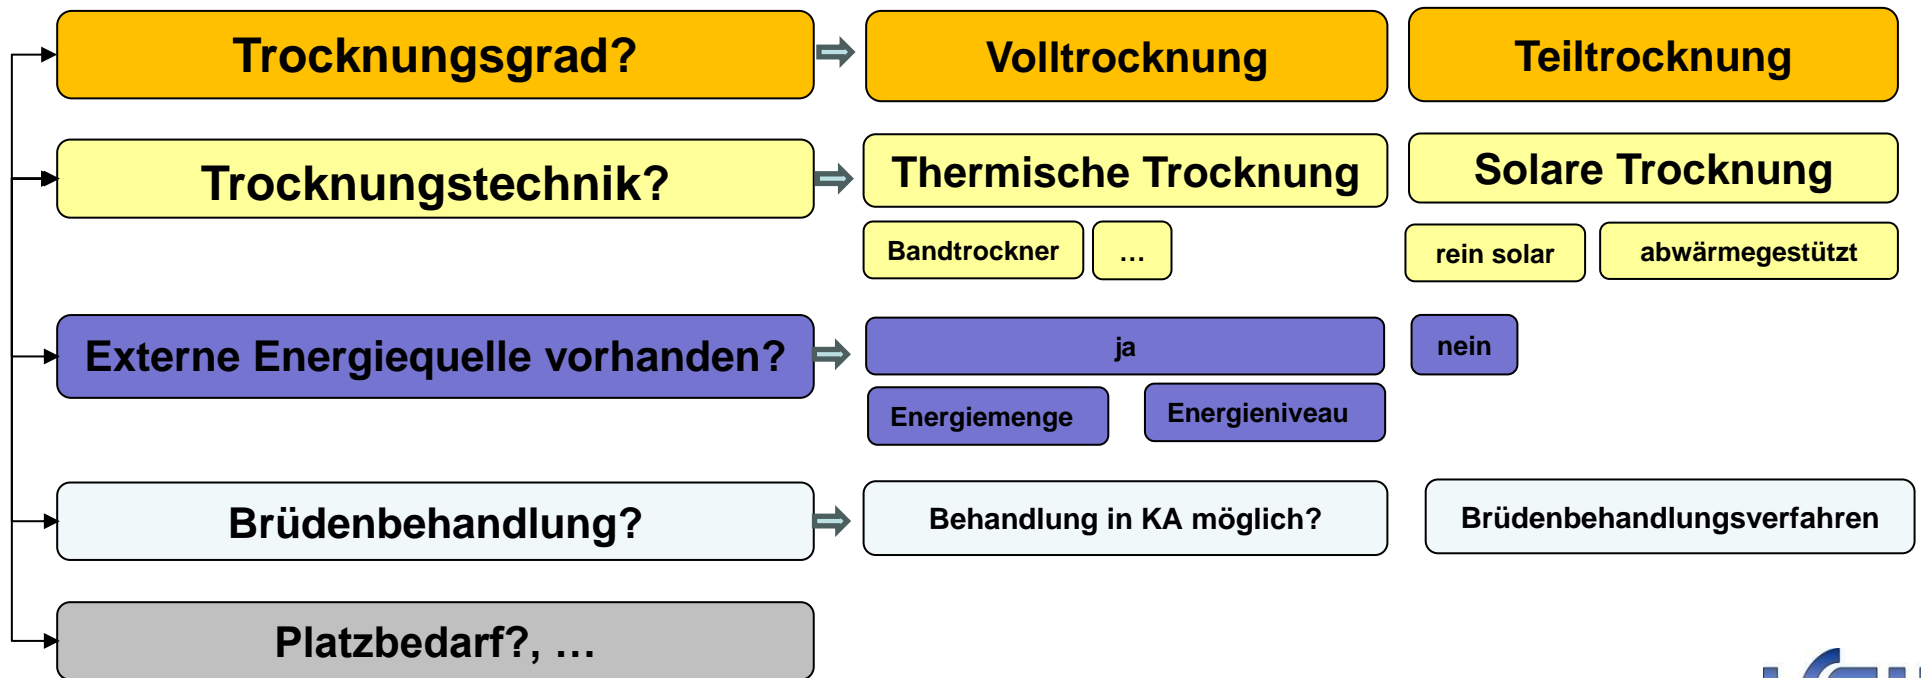 Trocknungsgrad?
Volltrocknung
Teiltrocknung
Trocknungstechnik?
Thermische Trocknung
Solare Trocknung
Bandtrockner
…
rein solar
abwärmegestützt
Externe Energiequelle vorhanden?
ja
nein
Energiemenge
Energieniveau
Brüdenbehandlung?
Behandlung in KA möglich?
Brüdenbehandlungsverfahren
Platzbedarf?, …